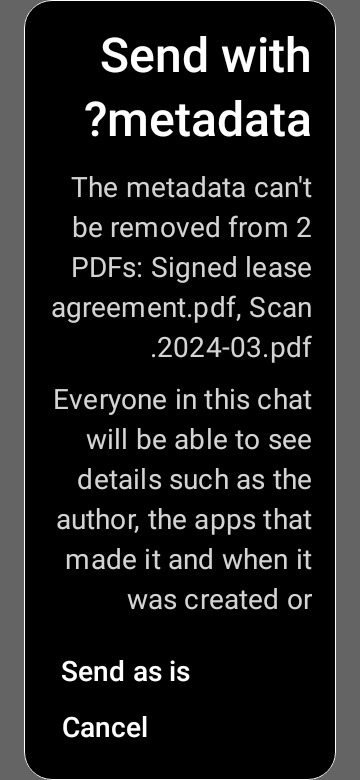 Send with
metadata?
The metadata can't
be removed from 2
PDFs: Signed lease
agreement.pdf, Scan
2024-03.pdf.
Everyone in this chat
will be able to see
details such as the
author, the apps that
made it and when it
was created or
Send as is
Cancel